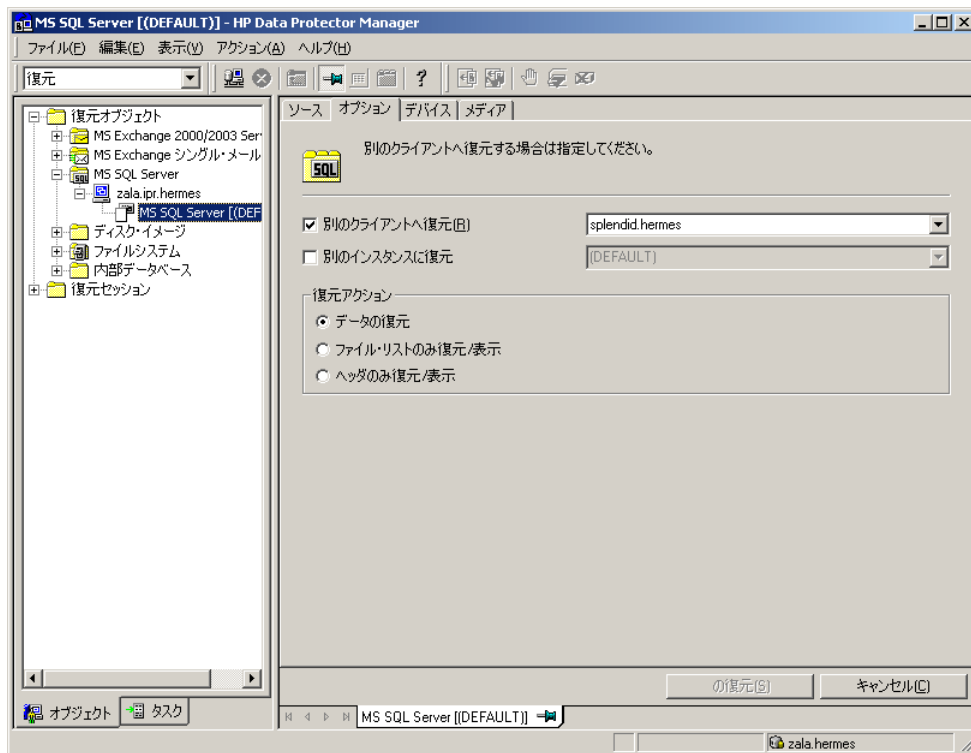 MS SQL Server [(DEFAULT)] - HP Data Protector Manager
ファイル(F) 編集(E) 表示(V) アクション(A) ヘルプ(H)
復元
復元オブジェクト
MS Exchange 2000/2003 Ser
MS Exchange シングル・メール
MS SQL Server
zala.ipr.hermes
MS SQL Server [(DEF
ディスク・イメージ
ファイルシステム
内部データベース
復元セッション
ソース オプション デバイス メディア
別のクライアントへ復元する場合は指定してください。
SQL
別のクライアントへ復元(R) splendid.hermes
別のインスタンスに復元 (DEFAULT)
復元アクション
データの復元
ファイル・リストのみ復元/表示
ヘッダのみ復元/表示
の復元(S) キャンセル(C)
オブジェクト タスク
MS SQL Server [(DEFAULT)]
zala.hermes